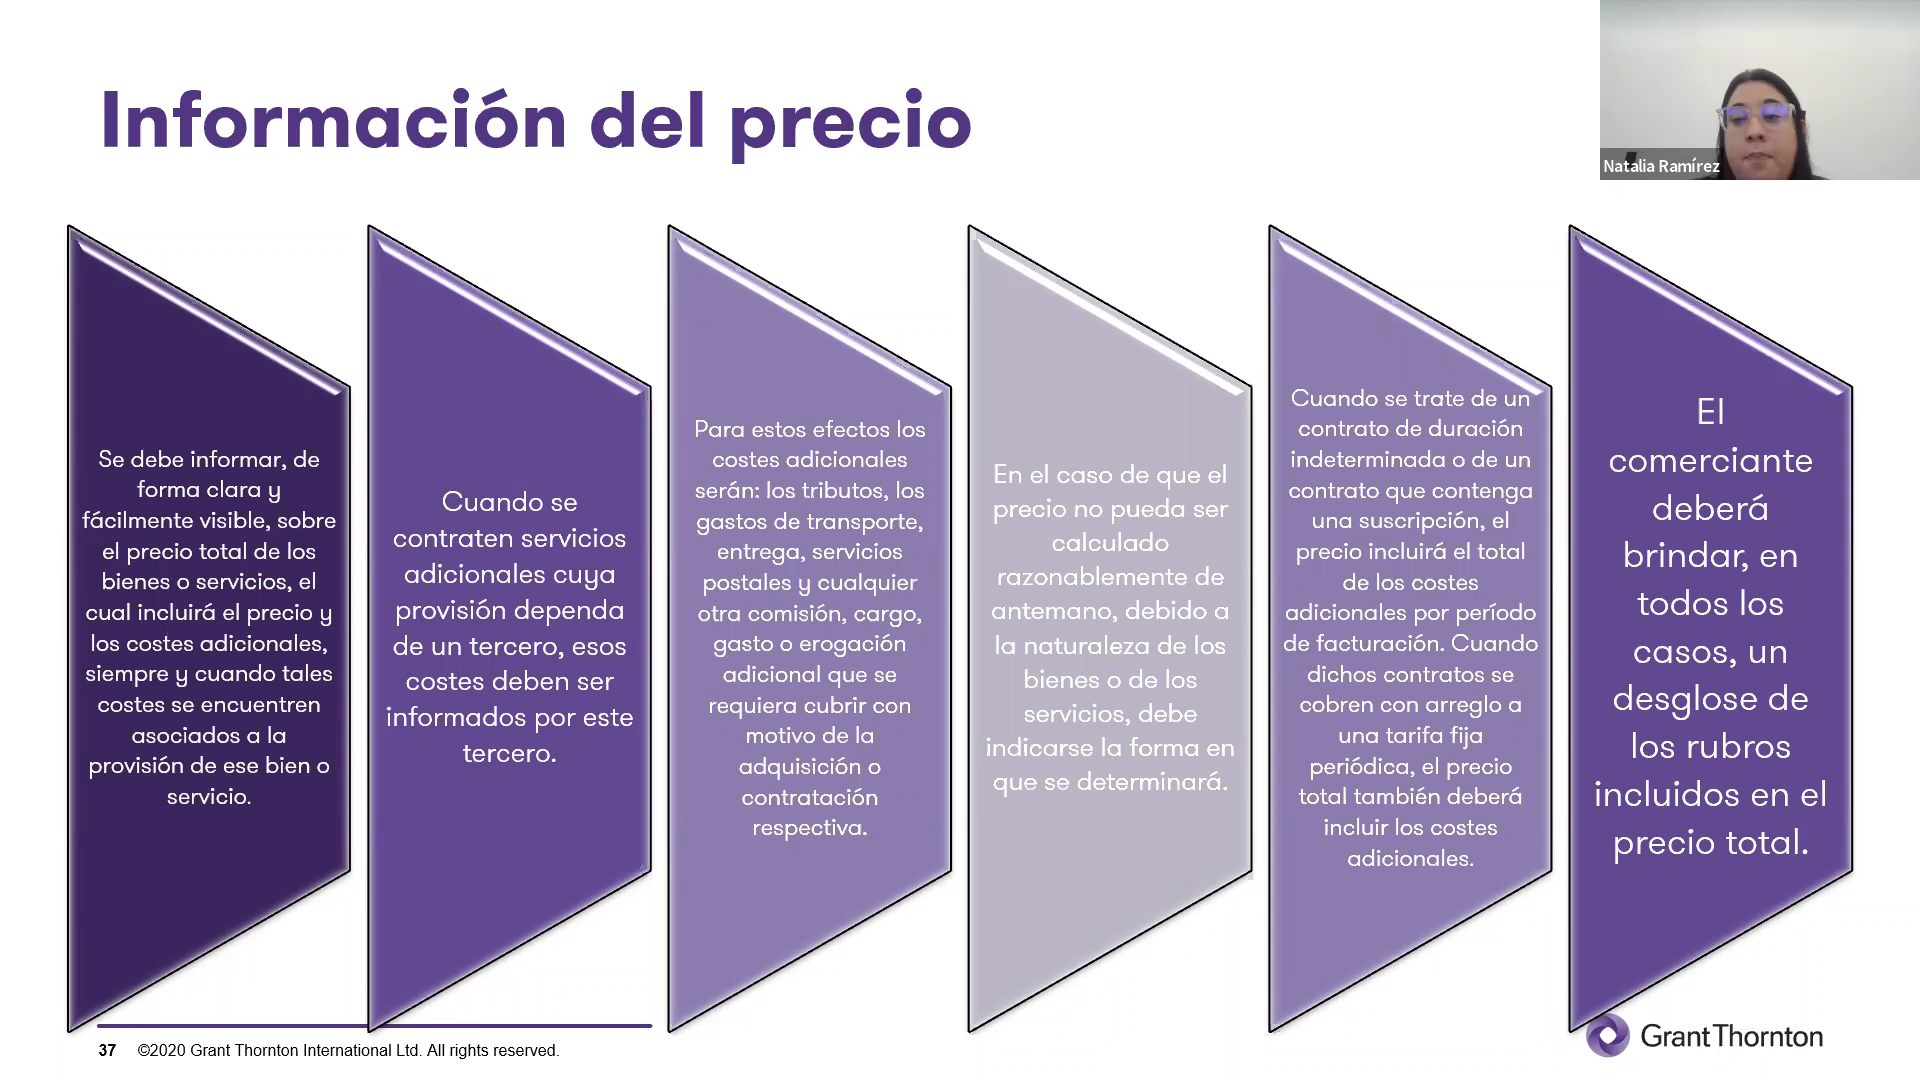 Información del precio
Natalia Ramírez
Se debe informar, de
forma clara y
fácilmente visible, sobre
el precio total de los
bienes o servicios, el
cual incluirá el precio y
los costes adicionales,
siempre y cuando tales
costes se encuentren
asociados a la
provisión de ese bien o
servicio.
Cuando se
contraten servicios
adicionales cuya
provisión dependa
de un tercero, esos
costes deben ser
informados por este
tercero.
Para estos efectos los
costes adicionales
serán: los tributos, los
gastos de transporte,
entrega, servicios
postales y cualquier
otra comisión, cargo,
gasto o erogación
adicional que se
requiera cubrir con
motivo de la
adquisición o
contratación
respectiva.
En el caso de que el
precio no pueda ser
calculado
razonablemente de
antemano, debido a
la naturaleza de los
bienes o de los
servicios, debe
indicarse la forma en
que se determinará.
Cuando se trate de un
contrato de duración
indeterminada o de un
contrato que contenga
una suscripción, el
precio incluirá el total
de los costes
adicionales por período
de facturación. Cuando
dichos contratos se
cobren con arreglo a
una tarifa fija
periódica, el precio
total también deberá
incluir los costes
adicionales.
El
comerciante
deberá
brindar, en
todos los
casos, un
desglose de
los rubros
incluidos en el
precio total.
37 ©2020 Grant Thornton International Ltd. All rights reserved.
GrantThornton